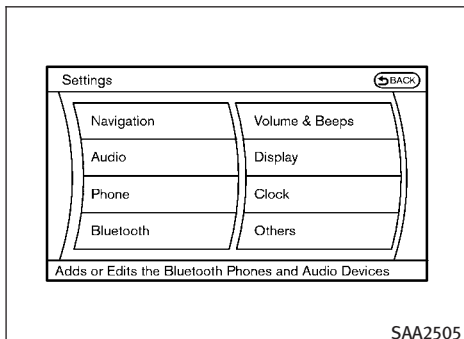 Settings
BACK
Navigation
Volume & Beeps
Audio
Display
Phone
Clock
Bluetooth
Others
Adds or Edits the Bluetooth Phones and Audio Devices
SAA2505